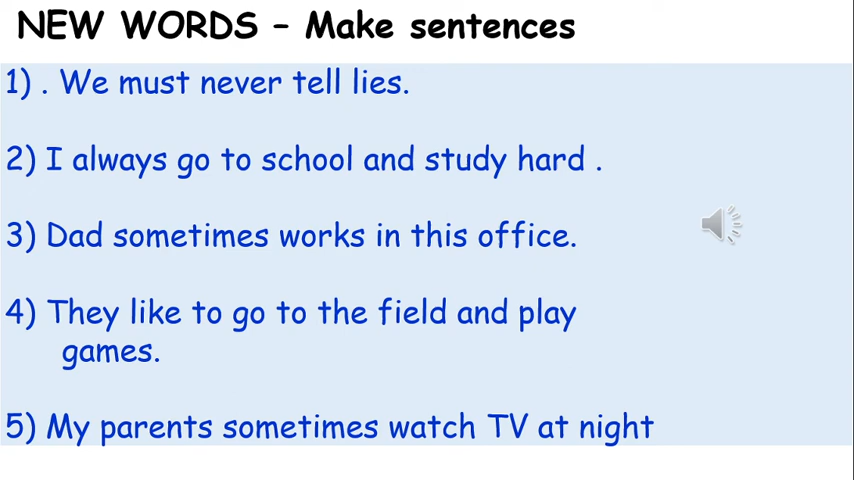 NEW WORDS – Make sentences
1) . We must never tell lies.
2) I always go to school and study hard .
3) Dad sometimes works in this office.
4) They like to go to the field and play
games.
5) My parents sometimes watch TV at night